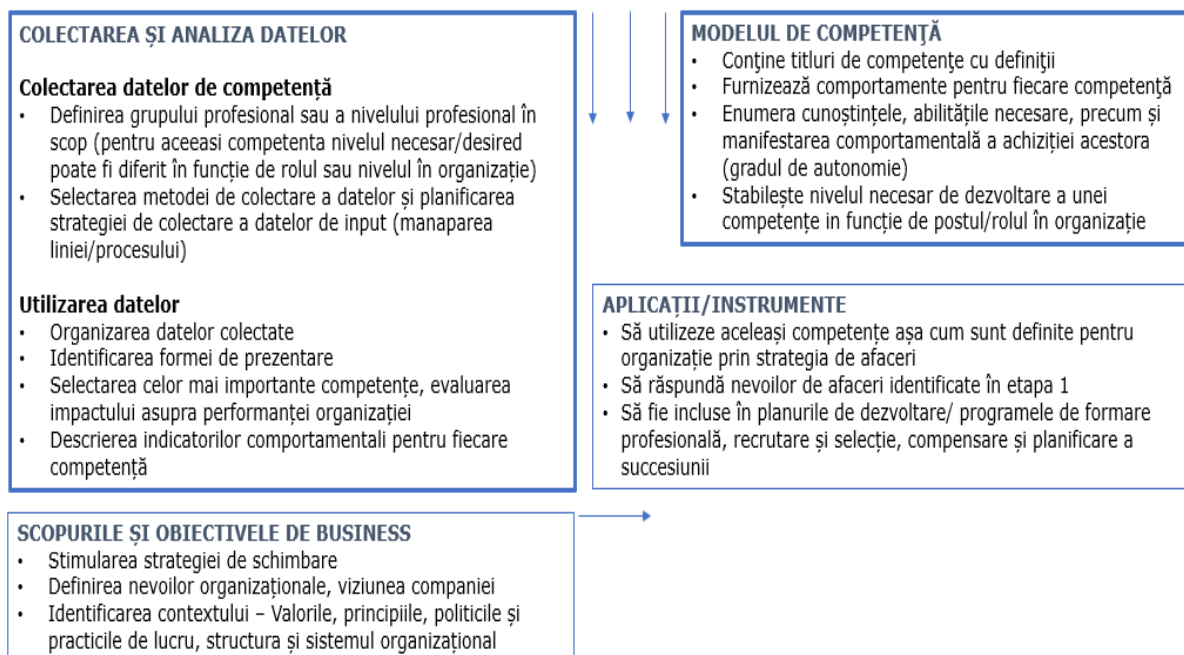 COLECTAREA ȘI ANALIZA DATELOR
Colectarea datelor de competență
• Definirea grupului profesional sau a nivelului profesional în
scop (pentru aceeasi competenta nivelul necesar/desired
poate fi diferit în funcție de rolul sau nivelul în organizație)
• Selectarea metodei de colectare a datelor și planificarea
strategiei de colectare a datelor de input (manaparea
liniei/procesului)
Utilizarea datelor
• Organizarea datelor colectate
• Identificarea formei de prezentare
• Selectarea celor mai importante competențe, evaluarea
impactului asupra performanței organizației
• Descrierea indicatorilor comportamentali pentru fiecare
competență
MODELUL DE COMPETENŢĂ
• Conţine titluri de competenţe cu definiţii
• Furnizează comportamente pentru fiecare competenţă
• Enumera cunoștințele, abilitățile necesare, precum și
manifestarea comportamentală a achiziției acestora
(gradul de autonomie)
• Stabilește nivelul necesar de dezvoltare a unei
competențe in funcție de postul/rolul în organizație
APLICAȚII/INSTRUMENTE
• Să utilizeze aceleași competențe așa cum sunt definite pentru
organizație prin strategia de afaceri
• Să răspundă nevoilor de afaceri identificate în etapa 1
• Să fie incluse în planurile de dezvoltare/ programele de formare
profesională, recrutare și selecție, compensare și planificare a
succesiunii
SCOPURILE ȘI OBIECTIVELE DE BUSINESS
• Stimularea strategiei de schimbare
• Definirea nevoilor organizaționale, viziunea companiei
• Identificarea contextului – Valorile, principiile, politicile și
practicile de lucru, structura și sistemul organizațional